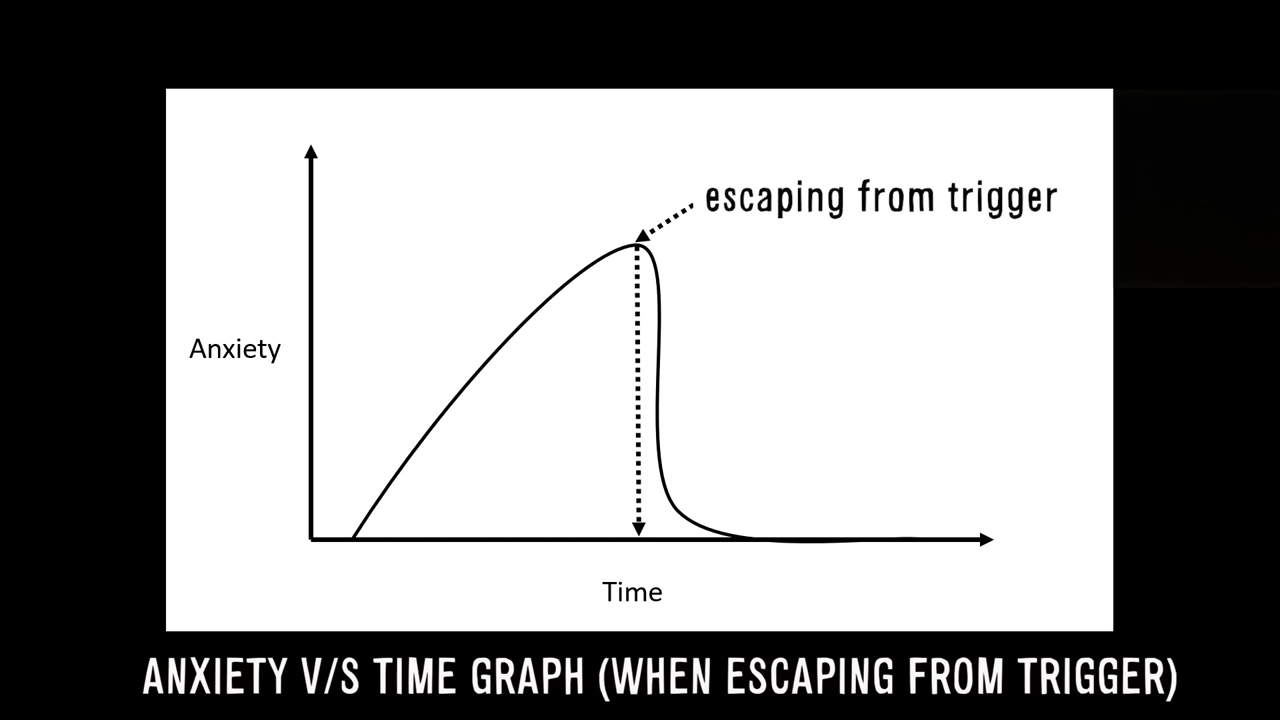 escaping from trigger
Anxiety
Time
ANXIETY V/S TIME GRAPH (WHEN ESCAPING FROM TRIGGER)